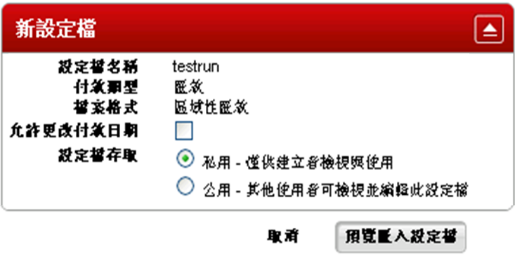 新設定檔
設定檔名稱 testrun
付款類型 匯款
檔案格式 區域性匯款
允許更改付款日期
設定檔存取 私用 - 僅供建立者檢視與使用
公用 - 其他使用者可檢視並編輯此設定檔
取消 預覽匯入設定檔